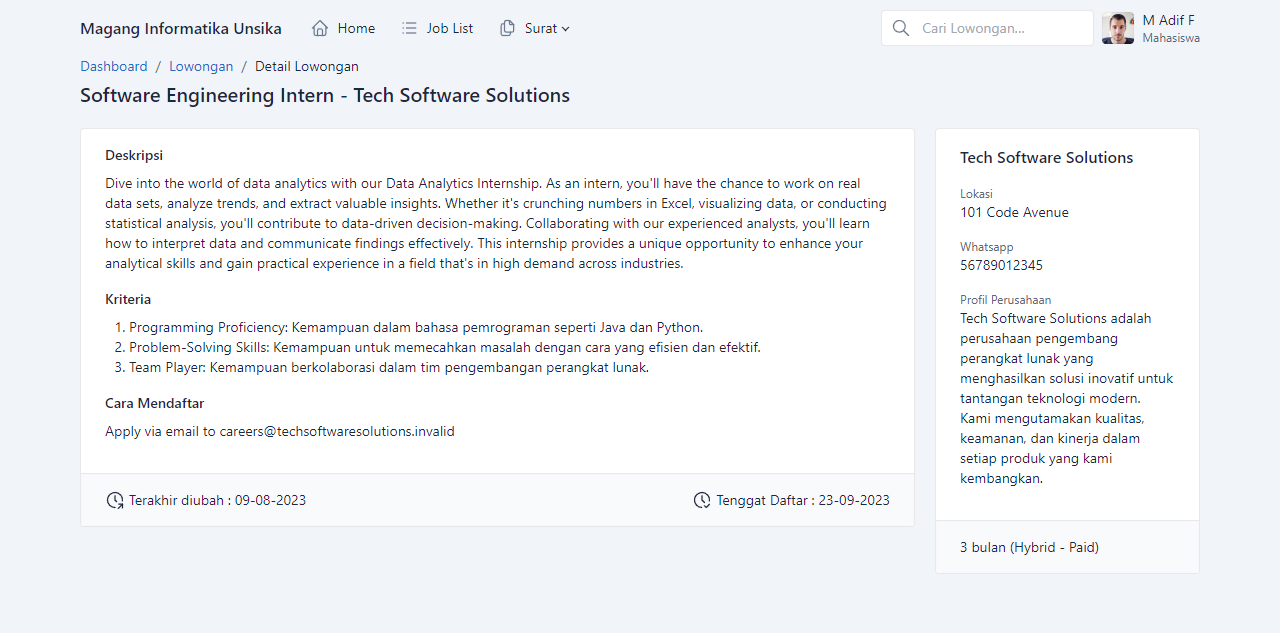 Magang Informatika Unsika Home Job List Surat Cari Lowongan... M Adif F
Mahasiswa
Dashboard / Lowongan / Detail Lowongan
Software Engineering Intern - Tech Software Solutions
Deskripsi
Dive into the world of data analytics with our Data Analytics Internship. As an intern, you'll have the chance to work on real
data sets, analyze trends, and extract valuable insights. Whether it's crunching numbers in Excel, visualizing data, or conducting
statistical analysis, you'll contribute to data-driven decision-making. Collaborating with our experienced analysts, you'll learn
how to interpret data and communicate findings effectively. This internship provides a unique opportunity to enhance your
analytical skills and gain practical experience in a field that's in high demand across industries.
Kriteria
1. Programming Proficiency: Kemampuan dalam bahasa pemrograman seperti Java dan Python.
2. Problem-Solving Skills: Kemampuan untuk memecahkan masalah dengan cara yang efisien dan efektif.
3. Team Player: Kemampuan berkolaborasi dalam tim pengembangan perangkat lunak.
Cara Mendaftar
Apply via email to careers@techsoftwaresolutions.invalid
Terakhir diubah : 09-08-2023 Tenggat Daftar : 23-09-2023
Tech Software Solutions
Lokasi
101 Code Avenue
Whatsapp
56789012345
Profil Perusahaan
Tech Software Solutions adalah
perusahaan pengembang
perangkat lunak yang
menghasilkan solusi inovatif untuk
tantangan teknologi modern.
Kami mengutamakan kualitas,
keamanan, dan kinerja dalam
setiap produk yang kami
kembangkan.
3 bulan (Hybrid - Paid)